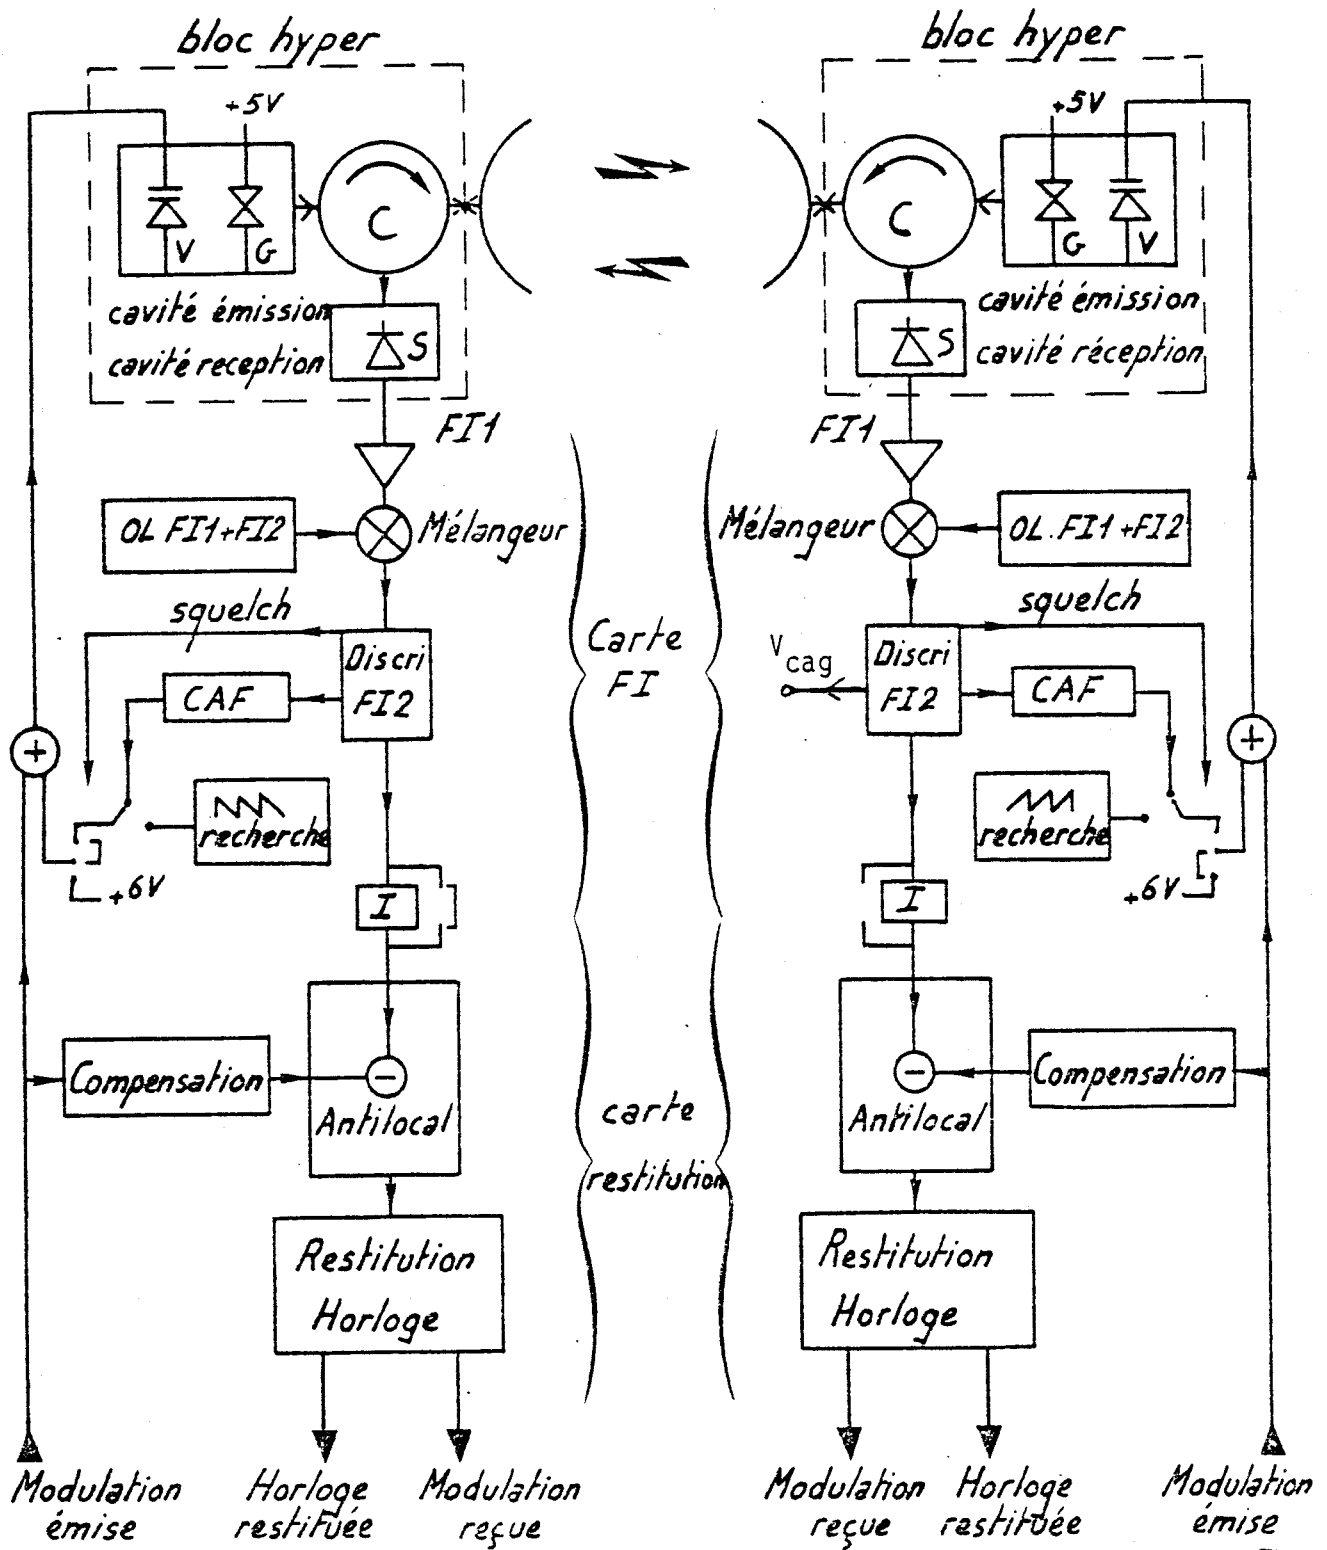 bloc hyper
bloc hyper
+5V
+5V
V
G
C
C
G
V
cavité émission
cavité reception
S
S
cavité émission
cavité réception
FI1
FI1
OL FI1+FI2
Mélangeur
Mélangeur
OL.FI1+FI2
squelch
squelch
Discri
FI2
Carte
FI
Vcag
Discri
FI2
CAF
CAF
+
+
recherche
recherche
+6V
+6V
I
I
Compensation
-
Antilocal
carte
restitution
-
Antilocal
Compensation
Restitution
Horloge
Restitution
Horloge
Modulation
émise
Horloge
restituée
Modulation
reçue
Modulation
reçue
Horloge
rastituée
Modulation
émise